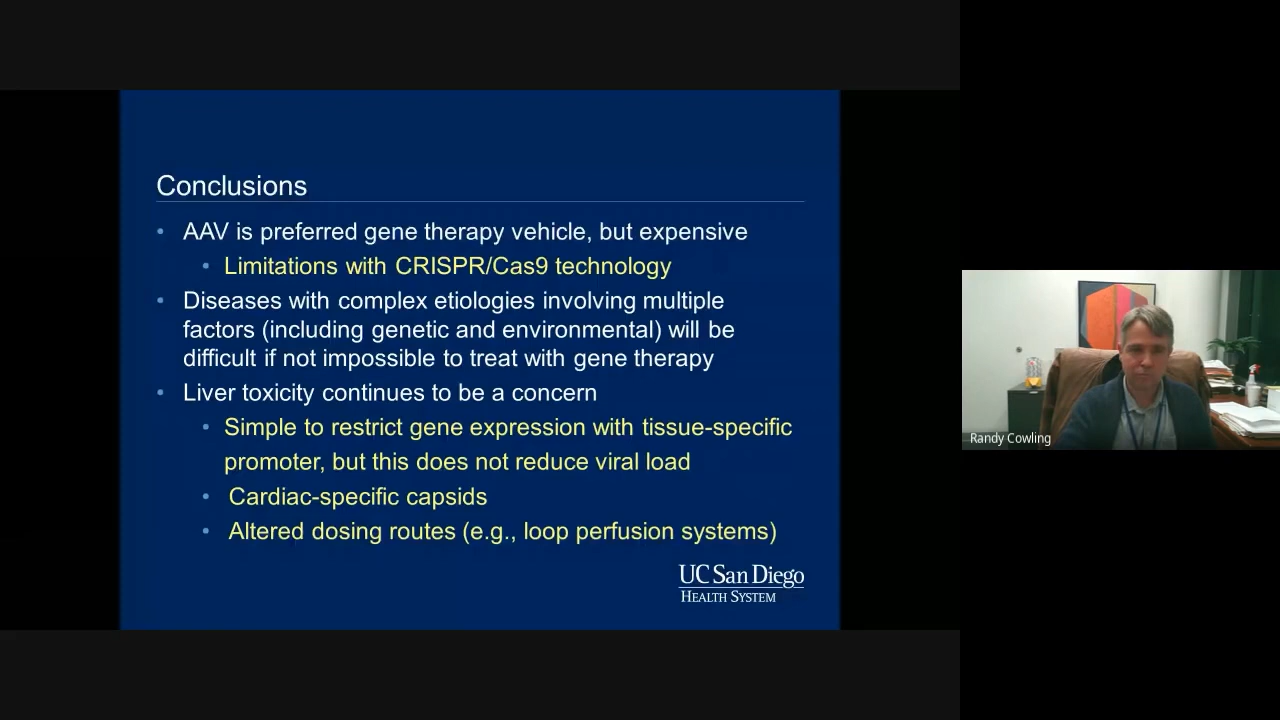 Conclusions
• AAV is preferred gene therapy vehicle, but expensive
• Limitations with CRISPR/Cas9 technology
• Diseases with complex etiologies involving multiple
factors (including genetic and environmental) will be
difficult if not impossible to treat with gene therapy
• Liver toxicity continues to be a concern
• Simple to restrict gene expression with tissue-specific
promoter, but this does not reduce viral load
• Cardiac-specific capsids
• Altered dosing routes (e.g., loop perfusion systems)
UC San Diego
HEALTH SYSTEM
Randy Cowling